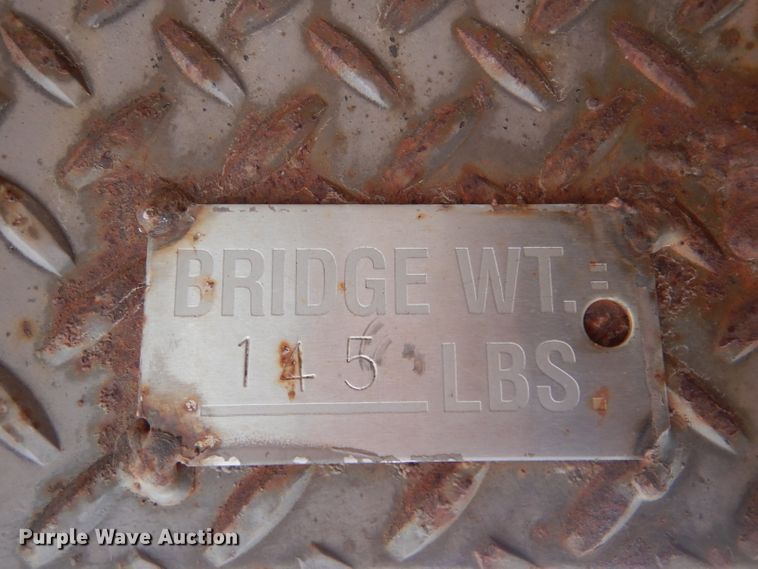 BRIDGE WT.=
145 LBS.
Purple Wave Auction